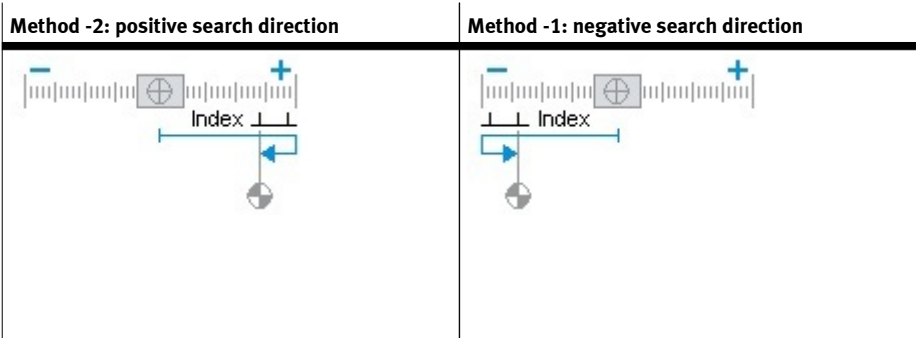 Method -2: positive search direction
Method -1: negative search direction
− +
Index
− +
Index